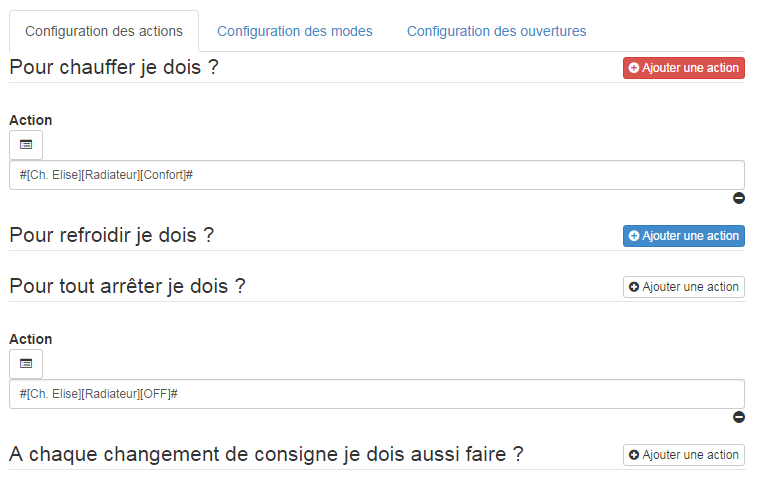 Configuration des actions Configuration des modes Configuration des ouvertures
Pour chauffer je dois ? Ajouter une action
Action
#[Ch. Elise][Radiateur][Confort]#
Pour refroidir je dois ? Ajouter une action
Pour tout arrêter je dois ? Ajouter une action
Action
#[Ch. Elise][Radiateur][OFF]#
A chaque changement de consigne je dois aussi faire ? Ajouter une action